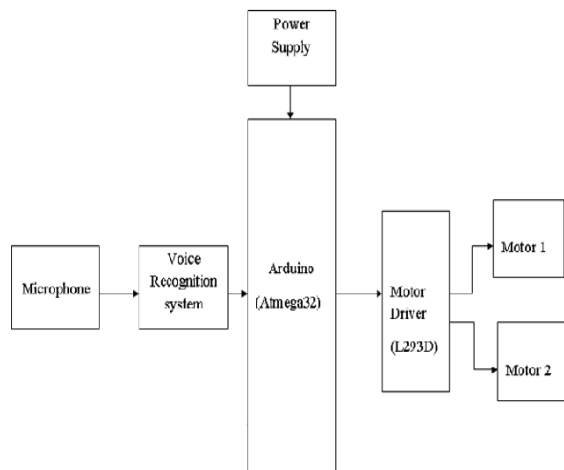 Power
Supply
Microphone
Voice
Recognition
system
Arduino
(Atmega32)
Motor
Driver
(L293D)
Motor 1
Motor 2